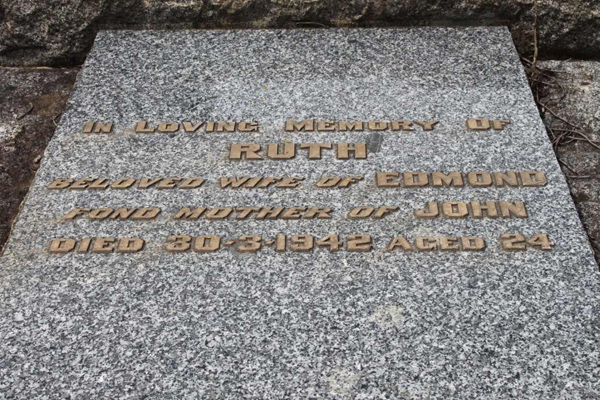 In Loving Memory Of
RUTH
BELOVED WIFE OF EDMOND
FOND MOTHER OF JOHN
DIED 30-3-1942 AGED 24